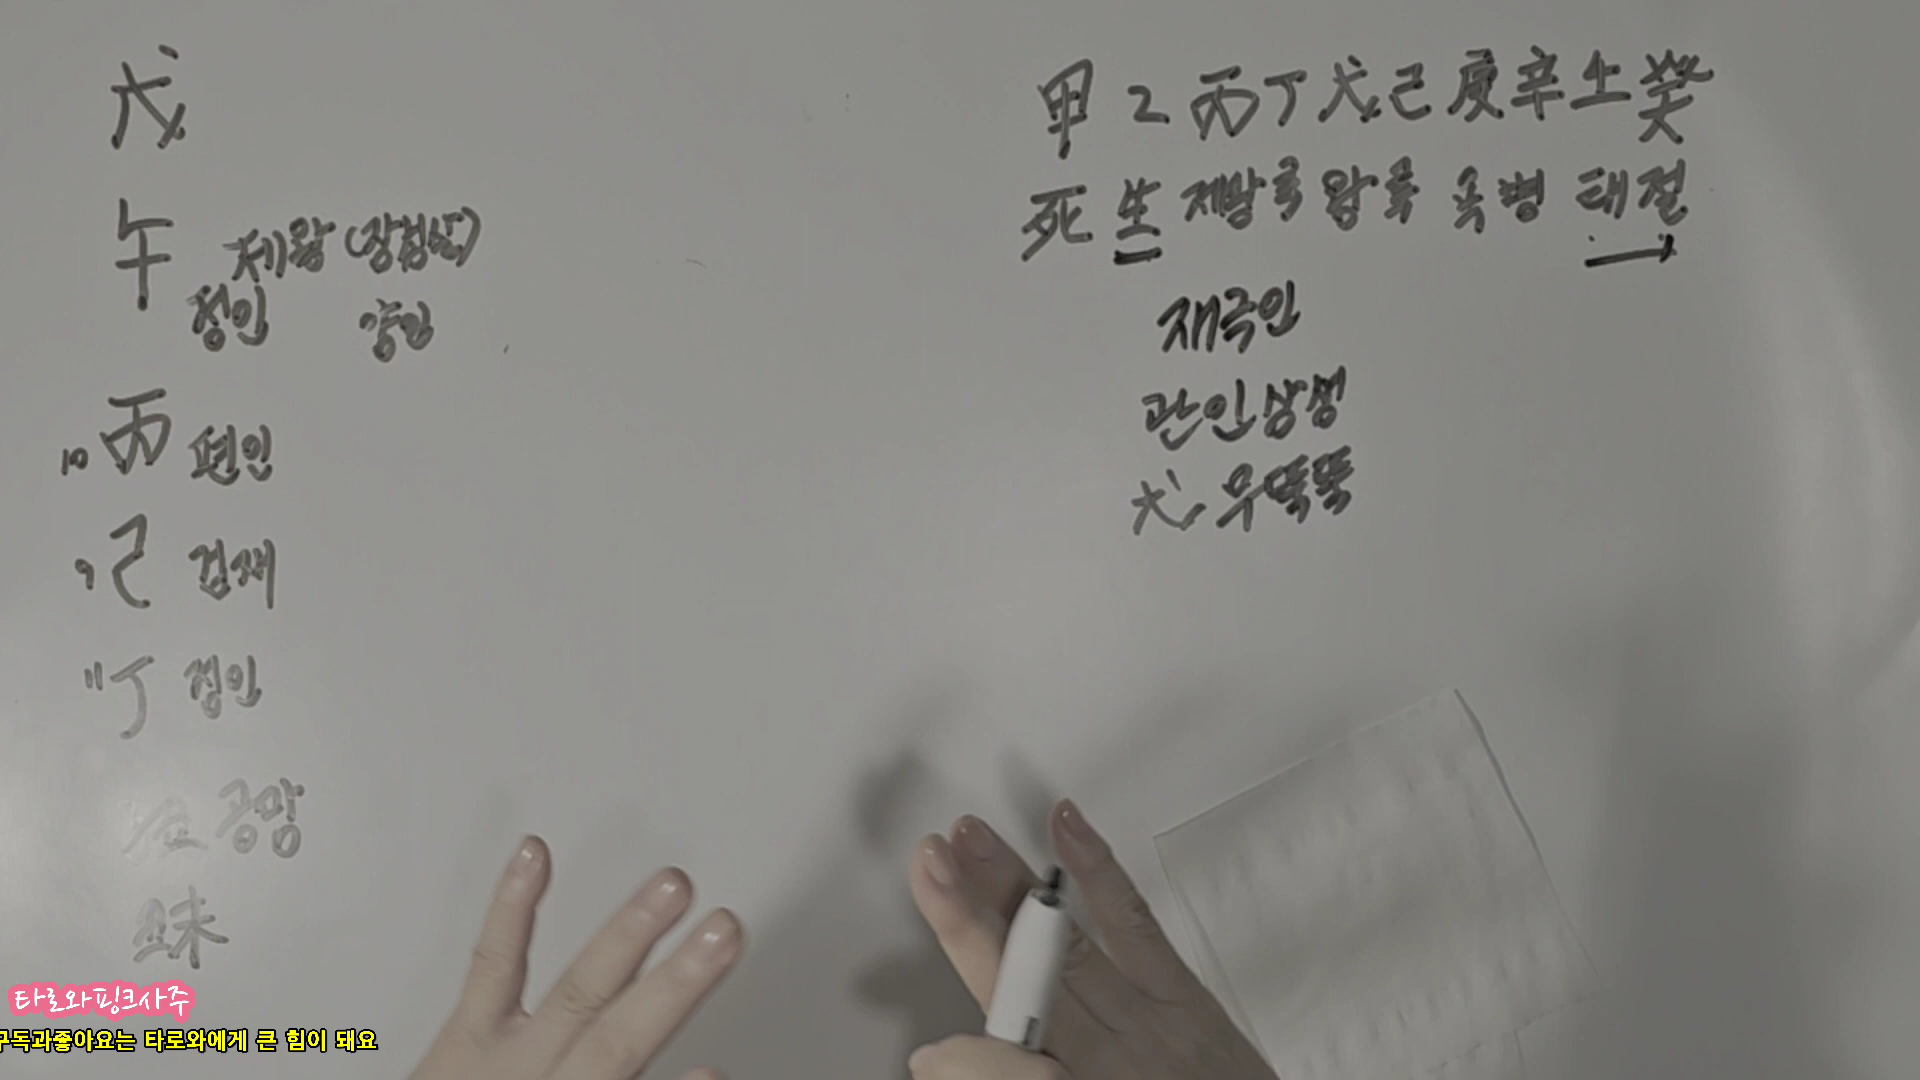 戊
午 제왕 (장성살)
정인 양인
10 丙 편인
9 己 겁재
11 丁 정인
공망
未
甲 乙 丙 丁 戊 己 庚 辛 壬 癸
死 生 제왕 록 왕 록 욕 병 태 절
재극인
관인상생
戊 무뚝뚝
타로와핑크사주
구독과좋아요는 타로와에게 큰 힘이 돼요